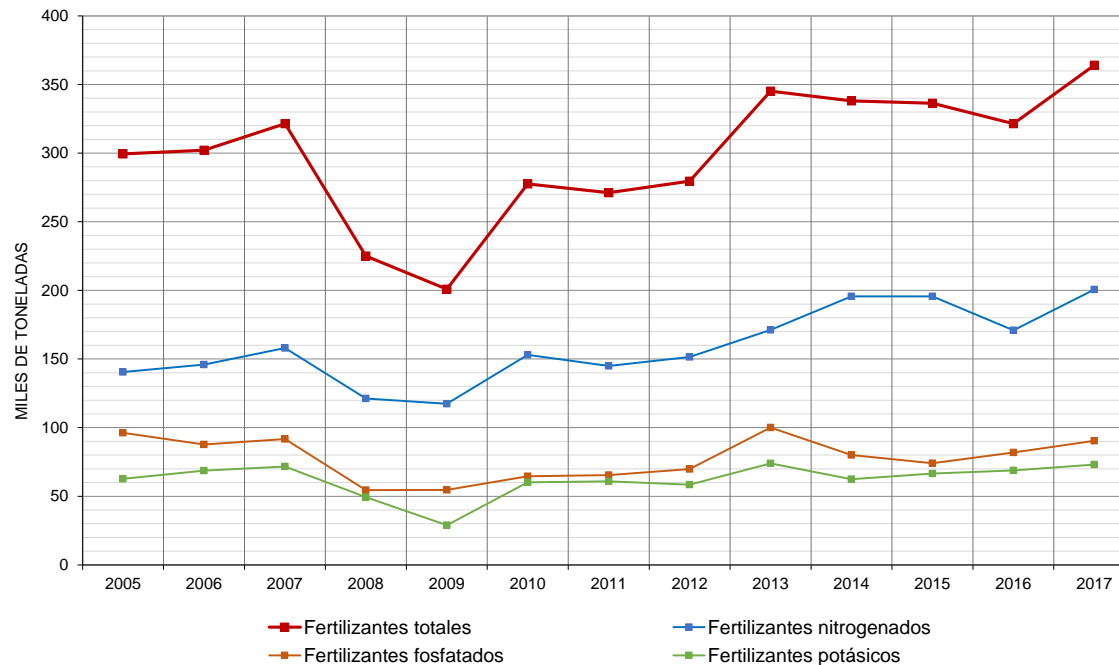 400
350
300
250
200
150
100
50
0
MILES DE TONELADAS
2005 2006 2007 2008 2009 2010 2011 2012 2013 2014 2015 2016 2017
Fertilizantes totales Fertilizantes nitrogenados
Fertilizantes fosfatados Fertilizantes potásicos